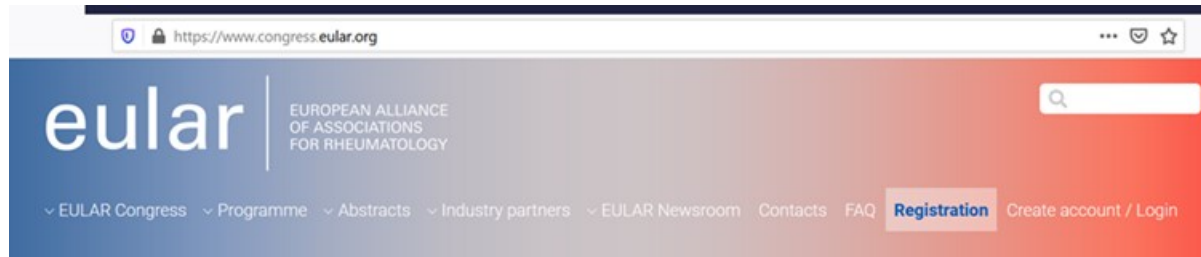 https://www.congress.eular.org
eular
EUROPEAN ALLIANCE
OF ASSOCIATIONS
FOR RHEUMATOLOGY
EULAR Congress Programme Abstracts Industry partners EULAR Newsroom Contacts FAQ Registration Create account / Login